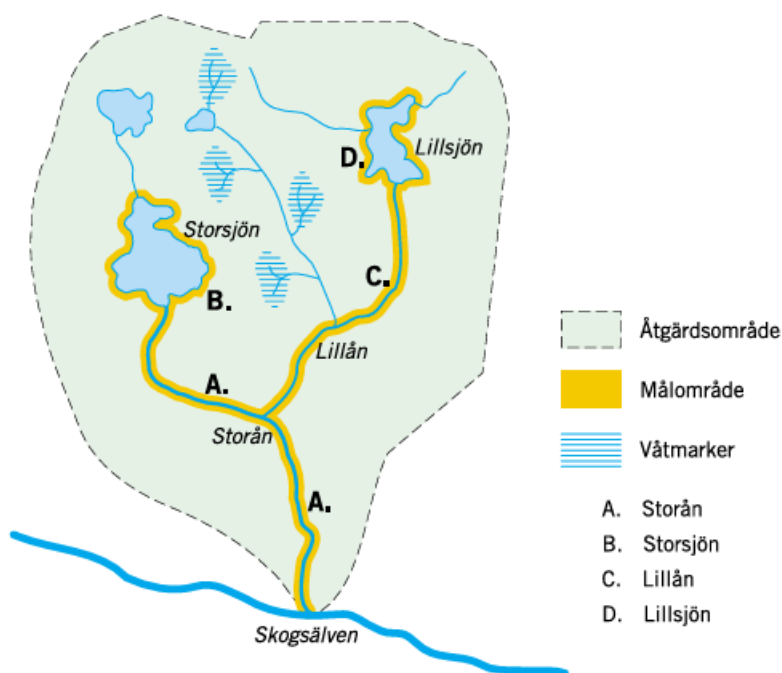 D.
Lillsjön
Storsjön
B.
C.
Lillån
A.
Storån
A.
Skogsälven
Åtgärdsområde
Målområde
Våtmarker
A. Storån
B. Storsjön
C. Lillån
D. Lillsjön